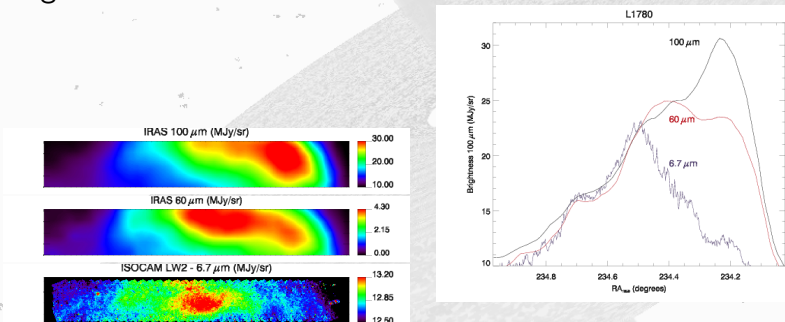 IRAS 100 μm (MJy/sr)
30.00
20.00
10.00
IRAS 60 μm (MJy/sr)
4.30
2.15
0.00
ISOCAM LW2 - 6.7 μm (MJy/sr)
13.20
12.85
12.50
L1780
Brightness 100 μm (MJy/sr)
30
25
20
15
10
100 μm
60 μm
6.7 μm
234.8 234.6 234.4 234.2
(degrees)